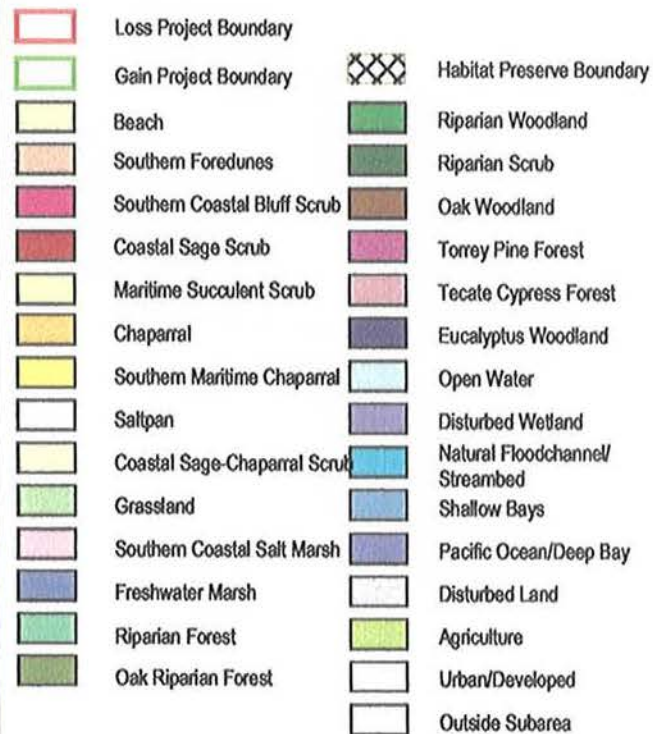 Loss Project Boundary
Gain Project Boundary
Beach
Southern Foredunes
Southern Coastal Bluff Scrub
Coastal Sage Scrub
Maritime Succulent Scrub
Chaparral
Southern Maritime Chaparral
Saltpan
Coastal Sage-Chaparral Scrub
Grassland
Southern Coastal Salt Marsh
Freshwater Marsh
Riparian Forest
Oak Riparian Forest
Habitat Preserve Boundary
Riparian Woodland
Riparian Scrub
Oak Woodland
Torrey Pine Forest
Tecate Cypress Forest
Eucalyptus Woodland
Open Water
Disturbed Wetland
Natural Floodchannel/
Streambed
Shallow Bays
Pacific Ocean/Deep Bay
Disturbed Land
Agriculture
Urban/Developed
Outside Subarea